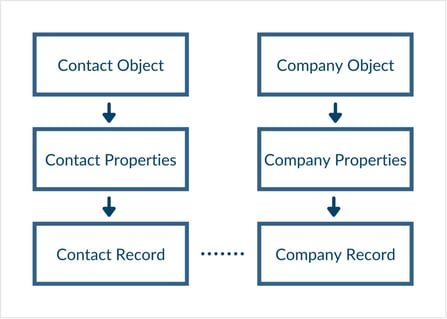 Contact Object
Company Object
Contact Properties
Company Properties
Contact Record
Company Record